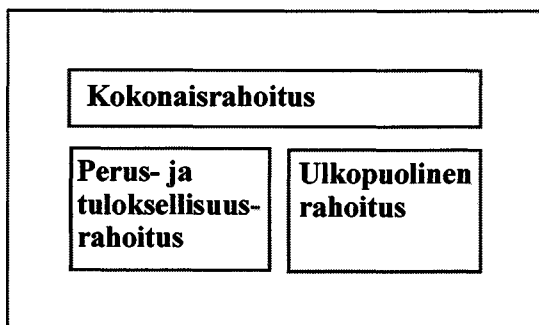 Kokonaisrahoitus
Perus- ja
tuloksellisuus-
rahoitus
Ulkopuolinen
rahoitus